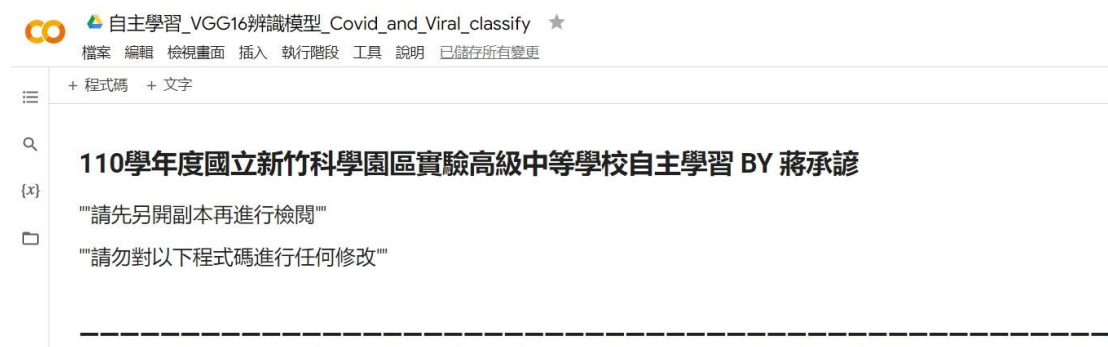 自主學習_VGG16辨識模型_Covid_and_Viral_classify
檔案 編輯 檢視畫面 插入 執行階段 工具 說明 已儲存所有變更
+ 程式碼 + 文字
110學年度國立新竹科學園區實驗高級中等學校自主學習 BY 蔣承諺
{x}
""請先另開副本再進行檢閱""
""請勿對以下程式碼進行任何修改""